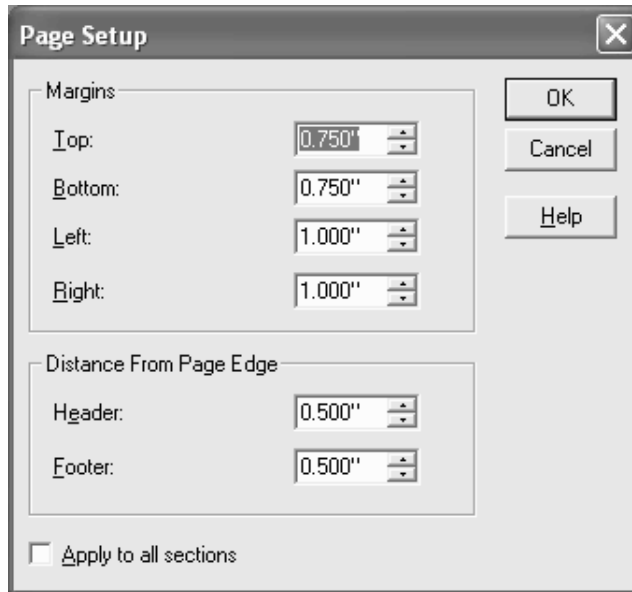 Page Setup
Margins
OK
Top: 0.750"
Cancel
Bottom: 0.750"
Help
Left: 1.000"
Right: 1.000"
Distance From Page Edge
Header: 0.500"
Footer: 0.500"
Apply to all sections